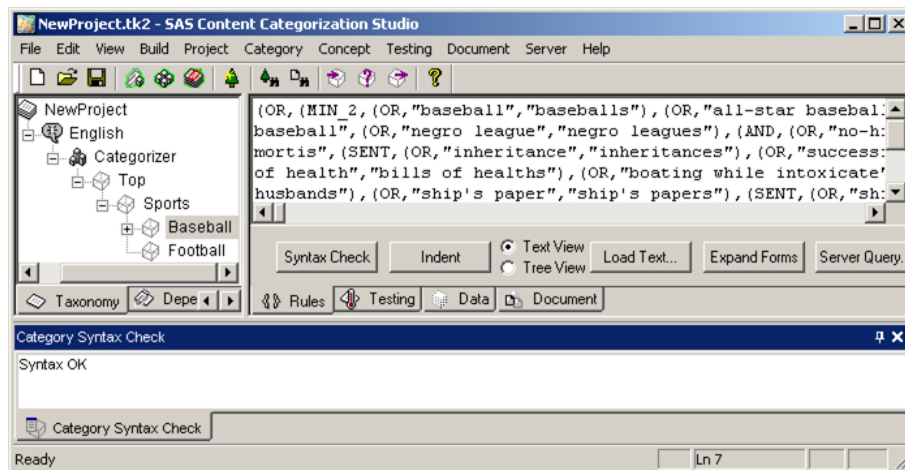 NewProject.tk2 - SAS Content Categorization Studio
File Edit View Build Project Category Concept Testing Document Server Help
NewProject
English
Categorizer
Top
Sports
Baseball
Football
Taxonomy Depe
(OR,(MIN_2,(OR,"baseball","baseballs"),(OR,"all-star basebal
baseball",(OR,"negro league","negro leagues"),(AND,(OR,"no-h
mortis",(SENT,(OR,"inheritance","inheritances"),(OR,"success
of health","bills of healths"),(OR,"boating while intoxicate
husbands"),(OR,"ship's paper","ship's papers"),(SENT,(OR,"sh
Syntax Check Indent Text View Tree View Load Text... Expand Forms Server Query.
Rules Testing Data Document
Category Syntax Check
Syntax OK
Category Syntax Check
Ready Ln 7